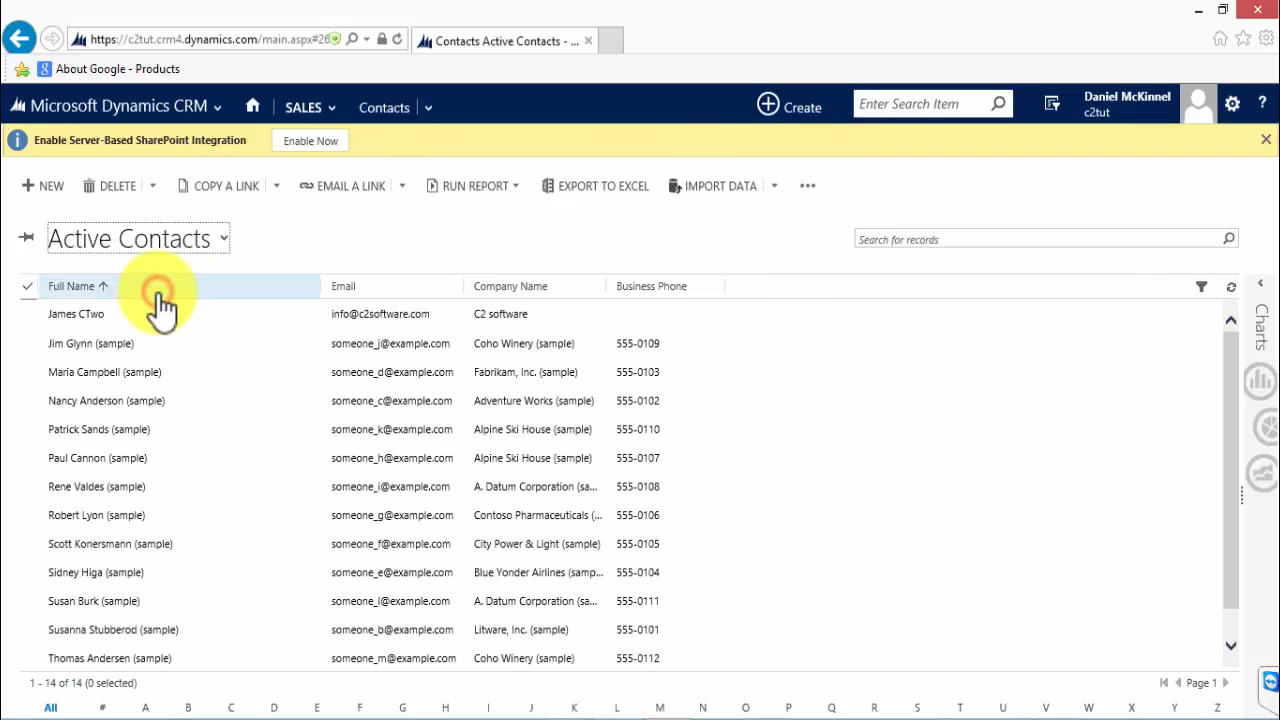 https://c2tut.crm4.dynamics.com/main.aspx#26
Contacts Active Contacts - ...
About Google - Products
Microsoft Dynamics CRM
SALES
Contacts
Create
Enter Search Item
Daniel McKinnel
c2tut
?
Enable Server-Based SharePoint Integration
Enable Now
NEW
DELETE
COPY A LINK
EMAIL A LINK
RUN REPORT
EXPORT TO EXCEL
IMPORT DATA
Active Contacts
Search for records
Full Name Email Company Name Business Phone
James CTwo info@c2software.com C2 software
Jim Glynn (sample) someone_j@example.com Coho Winery (sample) 555-0109
Maria Campbell (sample) someone_d@example.com Fabrikam, Inc. (sample) 555-0103
Nancy Anderson (sample) someone_c@example.com Adventure Works (sample) 555-0102
Patrick Sands (sample) someone_k@example.com Alpine Ski House (sample) 555-0110
Paul Cannon (sample) someone_h@example.com Alpine Ski House (sample) 555-0107
Rene Valdes (sample) someone_i@example.com A. Datum Corporation (sa... 555-0108
Robert Lyon (sample) someone_g@example.com Contoso Pharmaceuticals (... 555-0106
Scott Konersmann (sample) someone_f@example.com City Power & Light (sample) 555-0105
Sidney Higa (sample) someone_e@example.com Blue Yonder Airlines (samp... 555-0104
Susan Burk (sample) someone_l@example.com A. Datum Corporation (sa... 555-0111
Susanna Stubberod (sample) someone_b@example.com Litware, Inc. (sample) 555-0101
Thomas Andersen (sample) someone_m@example.com Coho Winery (sample) 555-0112
Charts
1 - 14 of 14 (0 selected)
Page 1
All # A B C D E F G H I J K L M N O P Q R S T U V W X Y Z